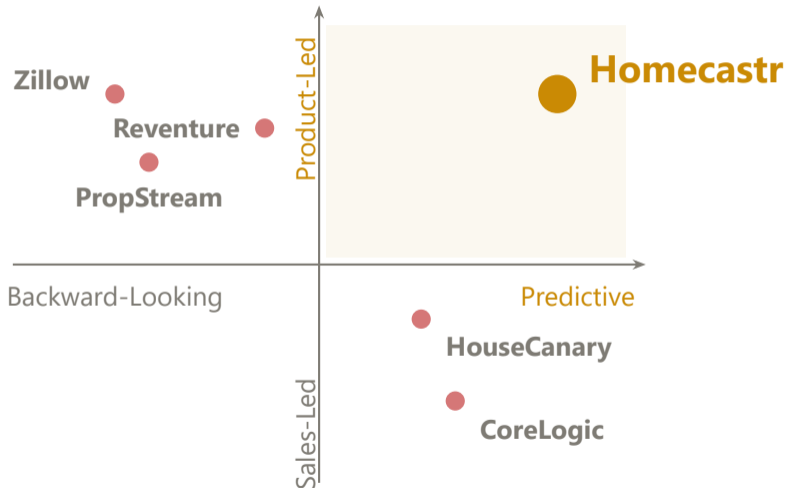 Product-Led
Homecastr
Zillow
Reventure
PropStream
Backward-Looking
Predictive
HouseCanary
Sales-Led
CoreLogic